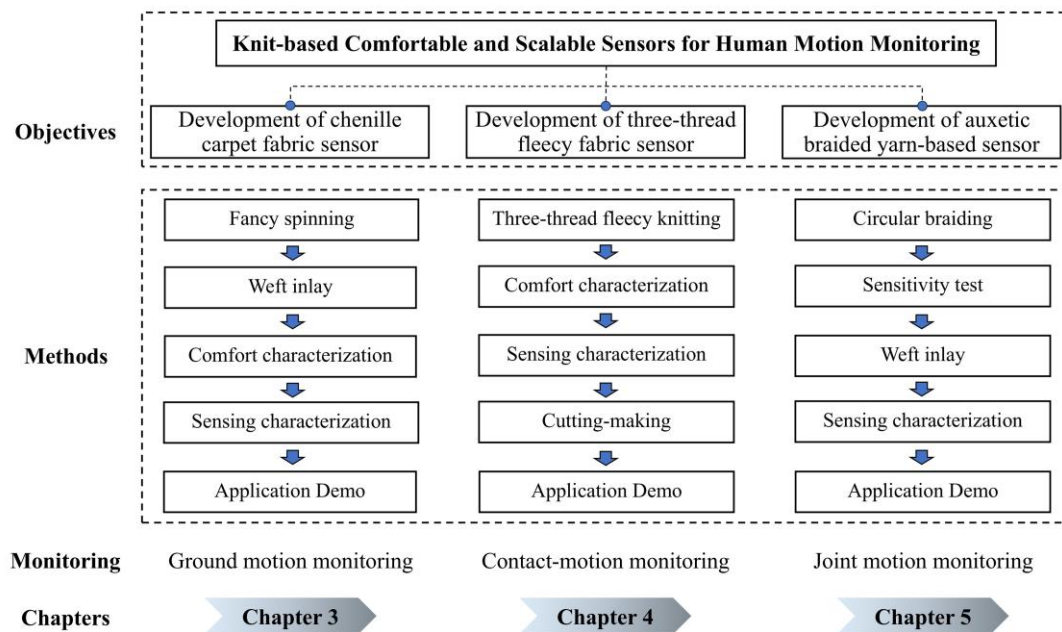 Knit-based Comfortable and Scalable Sensors for Human Motion Monitoring
Objectives
Development of chenille
carpet fabric sensor
Development of three-thread
fleecy fabric sensor
Development of auxetic
braided yarn-based sensor
Methods
Fancy spinning
Weft inlay
Comfort characterization
Sensing characterization
Application Demo
Three-thread fleecy knitting
Comfort characterization
Sensing characterization
Cutting-making
Application Demo
Circular braiding
Sensitivity test
Weft inlay
Sensing characterization
Application Demo
Monitoring
Ground motion monitoring
Contact-motion monitoring
Joint motion monitoring
Chapters
Chapter 3
Chapter 4
Chapter 5